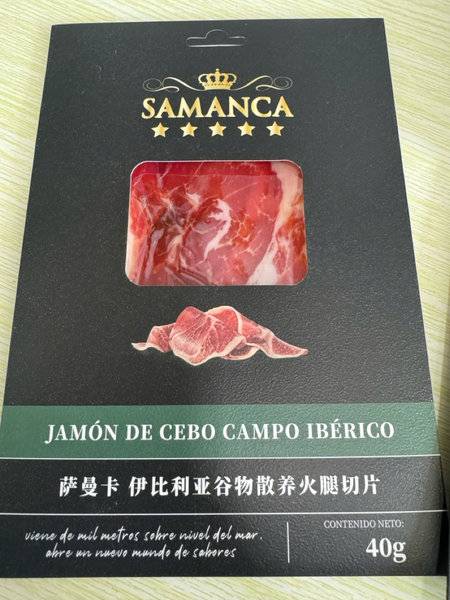 SAMANCA
JAMÓN DE CEBO CAMPO IBÉRICO
萨曼卡 伊比利亚谷物散养火腿切片
viene de mil metros sobre nivel del mar,
abre un nuevo mundo de sabores
CONTENIDO NETO:
40g